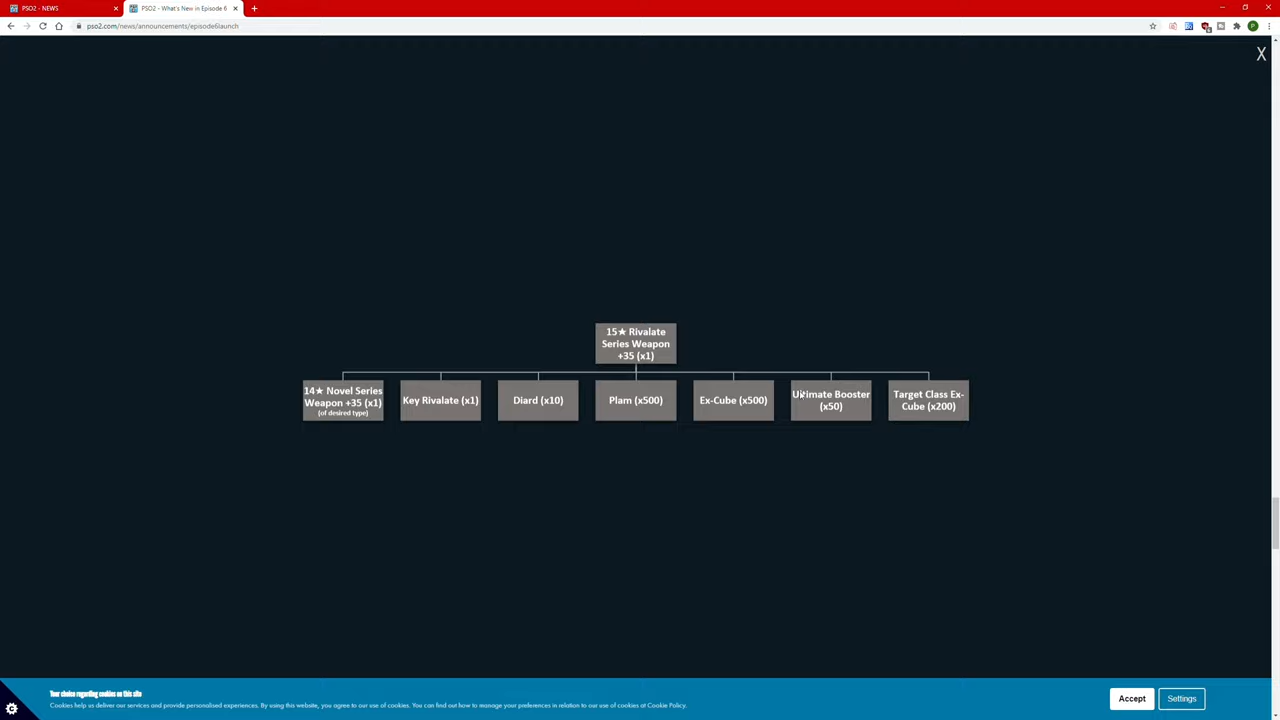 PSO2 - NEWS
PSO2 - What's New in Episode 6
pso2.com/news/announcements/episode6launch
X
15★ Rivalate
Series Weapon
+35 (x1)
14★ Novel Series
Weapon +35 (x1)
(of desired type)
Key Rivalate (x1)
Diard (x10)
Plam (x500)
Ex-Cube (x500)
Ultimate Booster
(x50)
Target Class Ex-
Cube (x200)
Your choice regarding cookies on this site
Cookies help us deliver our services and provide personalised experiences. By using this website, you agree to our use of cookies. You can find out how to manage your preferences in relation to our use of cookies at Cookie Policy.
Accept
Settings